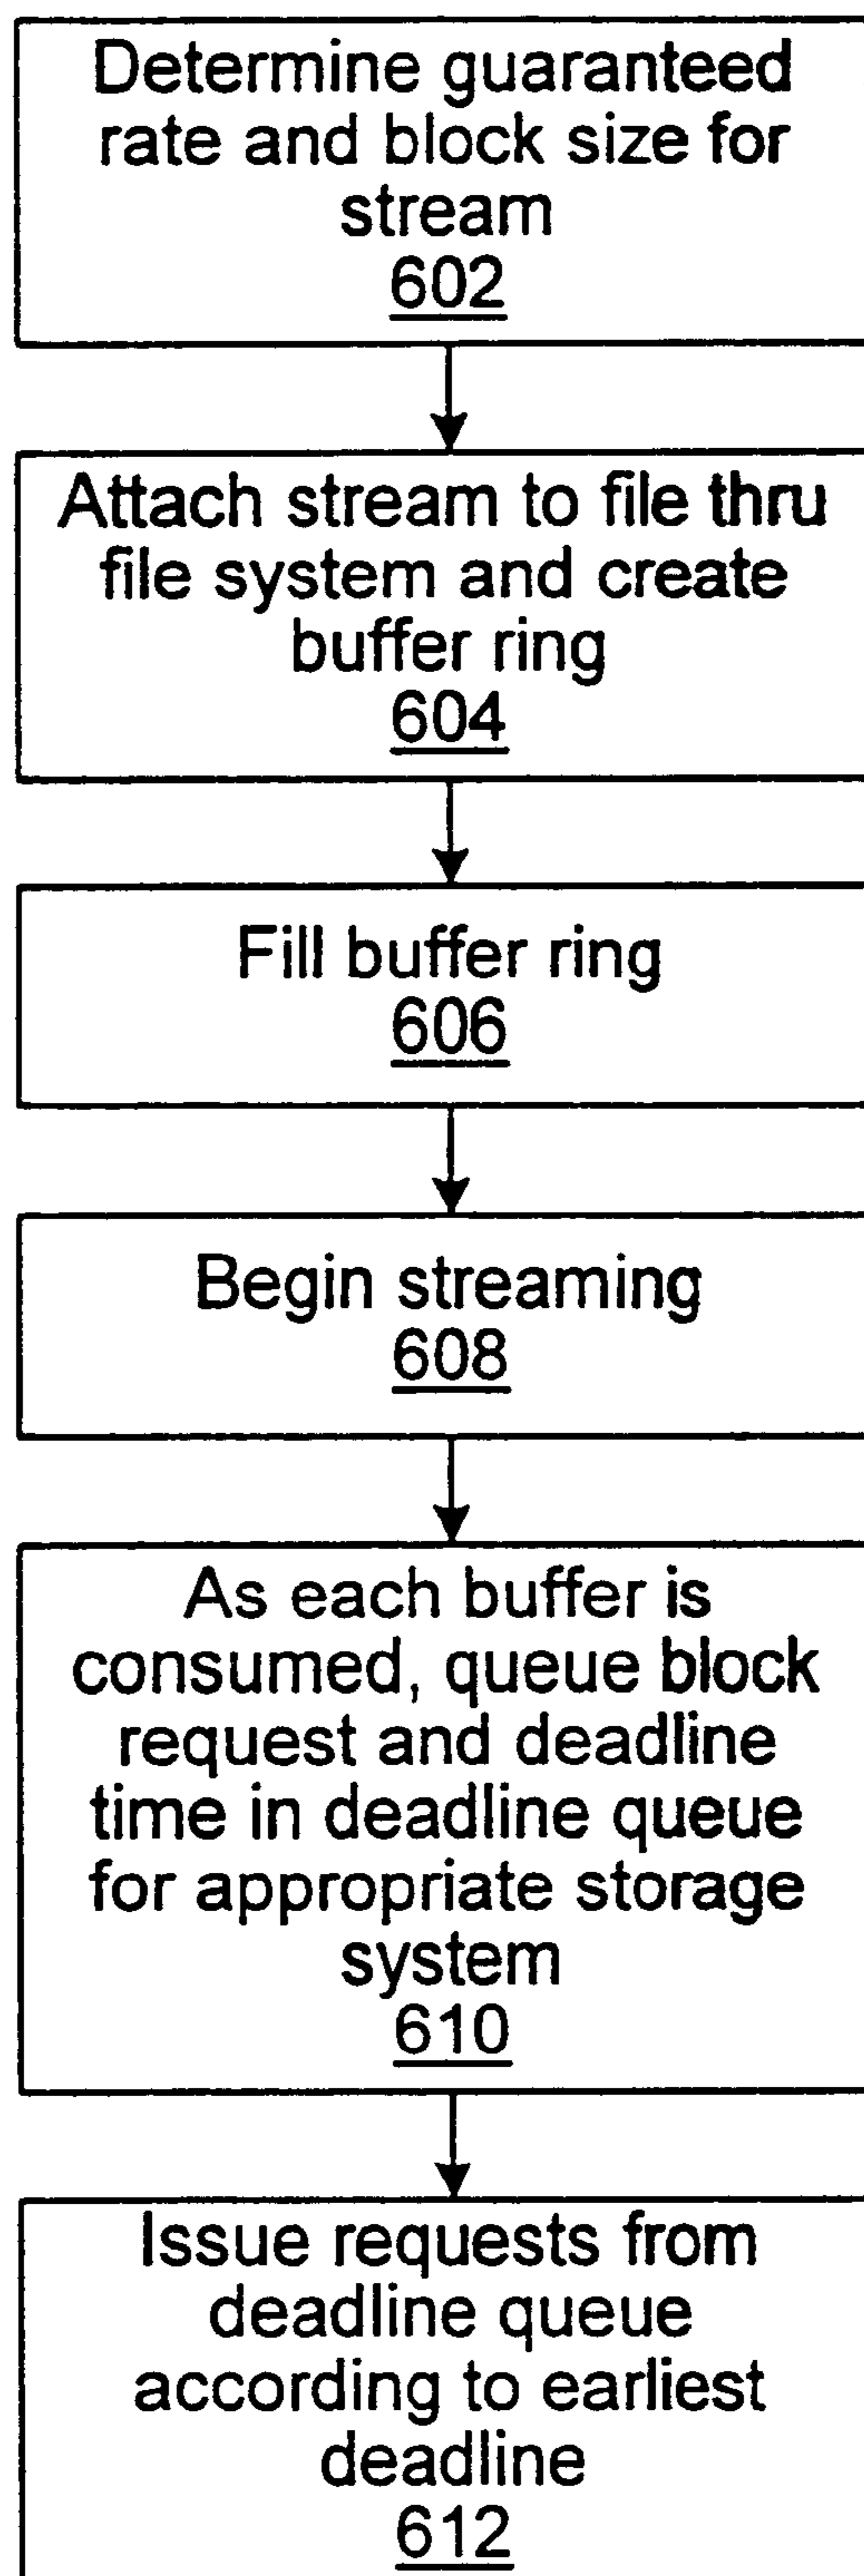 Determine guaranteed
rate and block size for
stream
602
Attach stream to file thru
file system and create
buffer ring
604
Fill buffer ring
606
Begin streaming
608
As each buffer is
consumed, queue block
request and deadline
time in deadline queue
for appropriate storage
system
610
Issue requests from
deadline queue
according to earliest
deadline
612